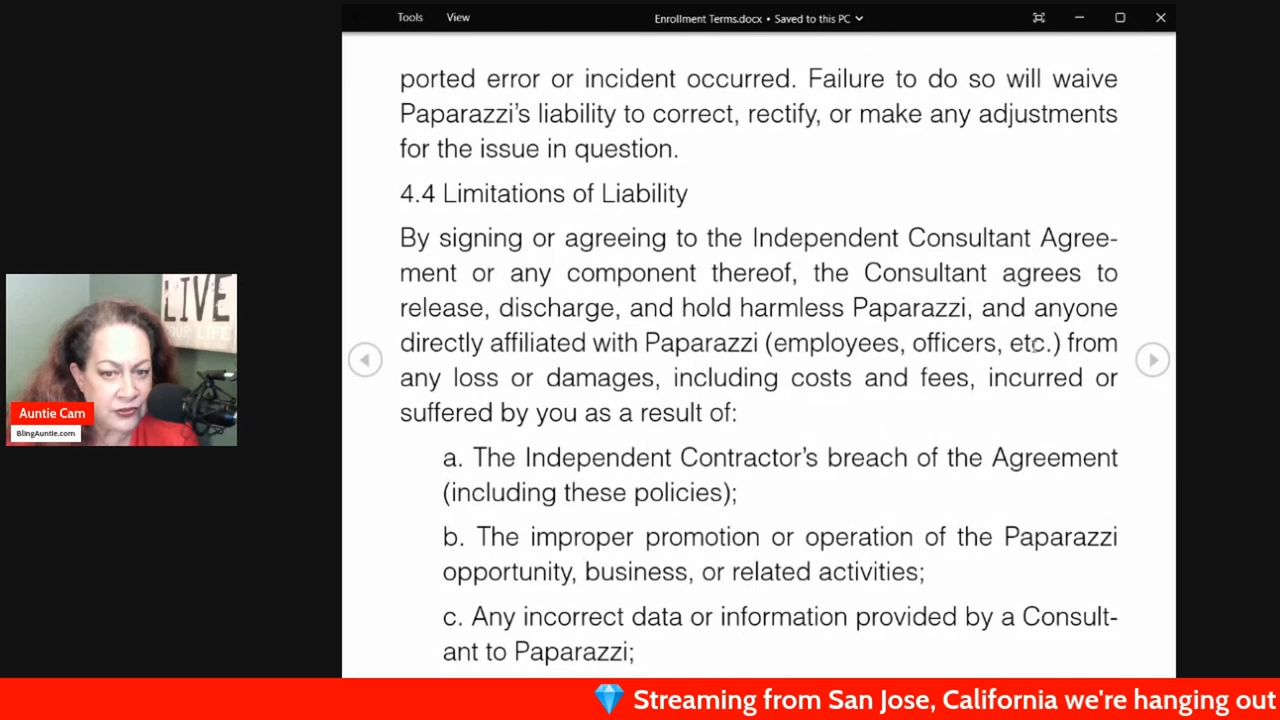 Tools View
Enrollment Terms.docx • Saved to this PC
ported error or incident occurred. Failure to do so will waive
Paparazzi's liability to correct, rectify, or make any adjustments
for the issue in question.
4.4 Limitations of Liability
By signing or agreeing to the Independent Consultant Agree-
ment or any component thereof, the Consultant agrees to
release, discharge, and hold harmless Paparazzi, and anyone
directly affiliated with Paparazzi (employees, officers, etc.) from
any loss or damages, including costs and fees, incurred or
suffered by you as a result of:
a. The Independent Contractor's breach of the Agreement
(including these policies);
b. The improper promotion or operation of the Paparazzi
opportunity, business, or related activities;
c. Any incorrect data or information provided by a Consult-
ant to Paparazzi;
LIVE
YOUR LIFE
Auntie Cam
BlingAuntie.com
💎 Streaming from San Jose, California we're hanging out